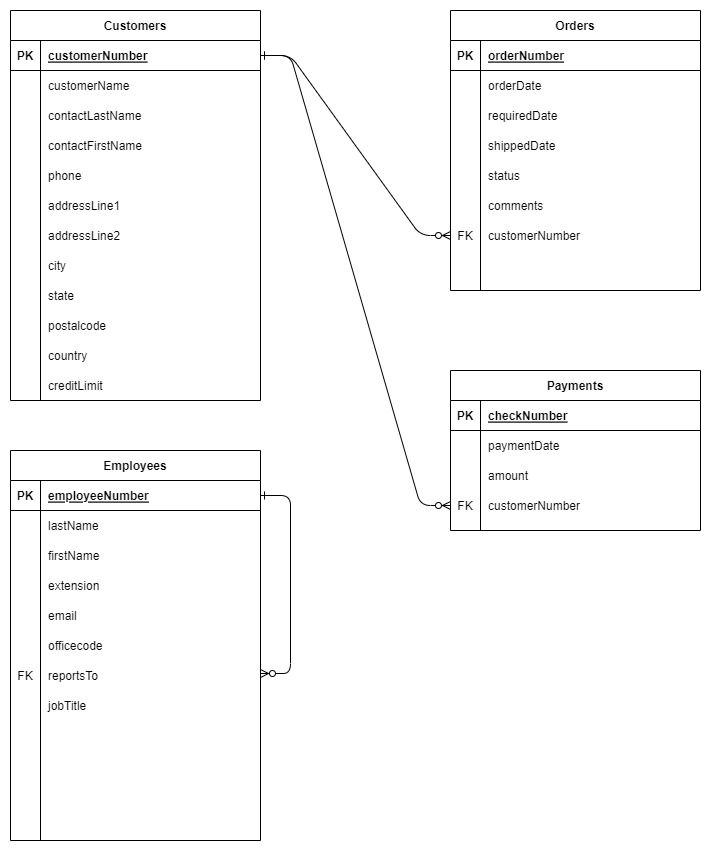 Customers
PK customerNumber
customerName
contactLastName
contactFirstName
phone
addressLine1
addressLine2
city
state
postalcode
country
creditLimit
Orders
PK orderNumber
orderDate
requiredDate
shippedDate
status
comments
FK customerNumber
Payments
PK checkNumber
paymentDate
amount
FK customerNumber
Employees
PK employeeNumber
lastName
firstName
extension
email
officecode
FK reportsTo
jobTitle